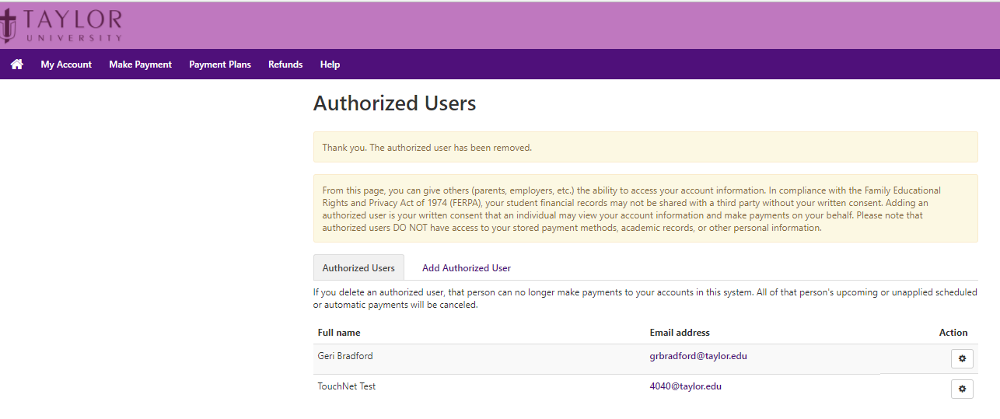 TAYLOR
UNIVERSITY
My Account Make Payment Payment Plans Refunds Help
Authorized Users
Thank you. The authorized user has been removed.
From this page, you can give others (parents, employers, etc.) the ability to access your account information. In compliance with the Family Educational
Rights and Privacy Act of 1974 (FERPA), your student financial records may not be shared with a third party without your written consent. Adding an
authorized user is your written consent that an individual may view your account information and make payments on your behalf. Please note that
authorized users DO NOT have access to your stored payment methods, academic records, or other personal information.
Authorized Users Add Authorized User
If you delete an authorized user, that person can no longer make payments to your accounts in this system. All of that person's upcoming or unapplied scheduled
or automatic payments will be canceled.
Full name Email address Action
Geri Bradford grbradford@taylor.edu
TouchNet Test 4040@taylor.edu